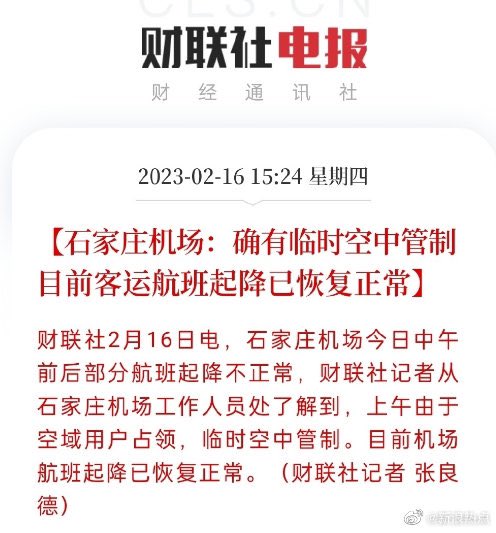 CLS.CN
财联社电报
财经通讯社
2023-02-16 15:24 星期四
【石家庄机场：确有临时空中管制
目前客运航班起降已恢复正常】
财联社2月16日电，石家庄机场今日中午
前后部分航班起降不正常，财联社记者从
石家庄机场工作人员处了解到，上午由于
空域用户占领，临时空中管制。目前机场
航班起降已恢复正常。（财联社记者 张良
德）
@新浪热点